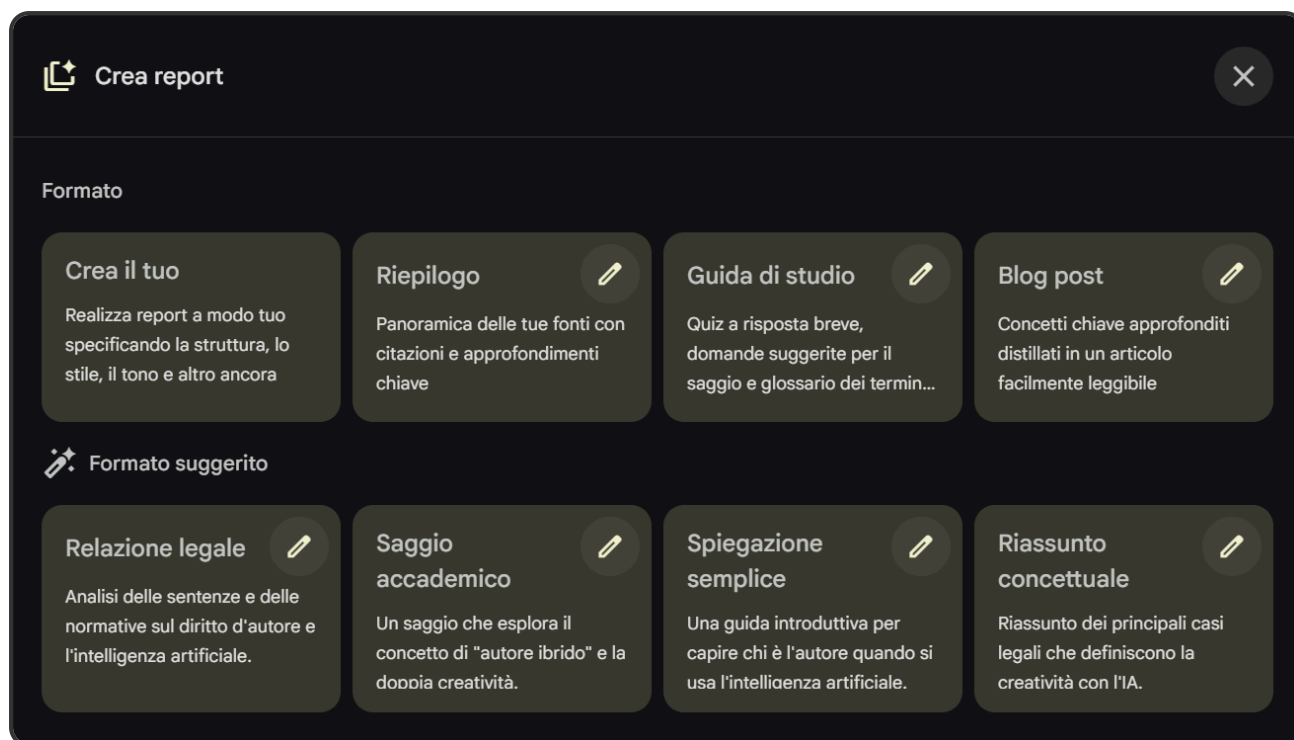 Crea report
Formato
Crea il tuo
Realizza report a modo tuo
specificando la struttura, lo
stile, il tono e altro ancora
Riepilogo
Panoramica delle tue fonti con
citazioni e approfondimenti
chiave
Guida di studio
Quiz a risposta breve,
domande suggerite per il
saggio e glossario dei termin...
Blog post
Concetti chiave approfonditi
distillati in un articolo
facilmente leggibile
Formato suggerito
Relazione legale
Analisi delle sentenze e delle
normative sul diritto d'autore e
l'intelligenza artificiale.
Saggio
accademico
Un saggio che esplora il
concetto di "autore ibrido" e la
doppia creatività.
Spiegazione
semplice
Una guida introduttiva per
capire chi è l'autore quando si
usa l'intelligenza artificiale.
Riassunto
concettuale
Riassunto dei principali casi
legali che definiscono la
creatività con l'IA.